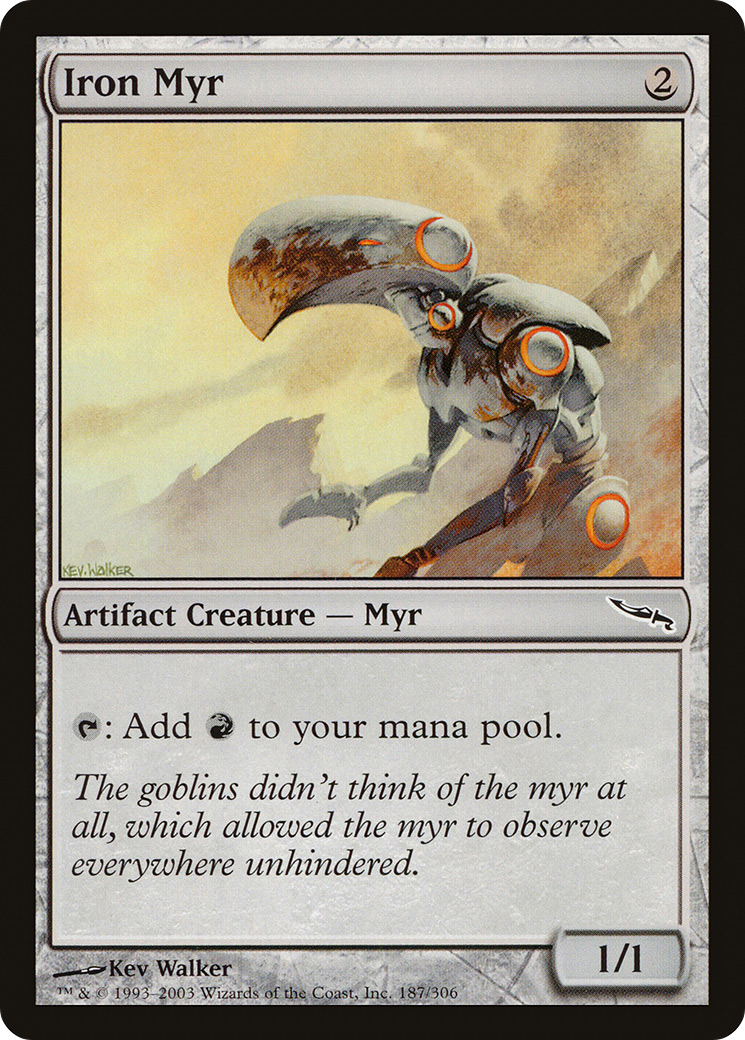 Iron Myr
2
KEV. WALKER
Artifact Creature — Myr
: Add to your mana pool.
The goblins didn't think of the myr at
all, which allowed the myr to observe
everywhere unhindered.
1/1
Kev Walker
™ & © 1993–2003 Wizards of the Coast, Inc. 187/306